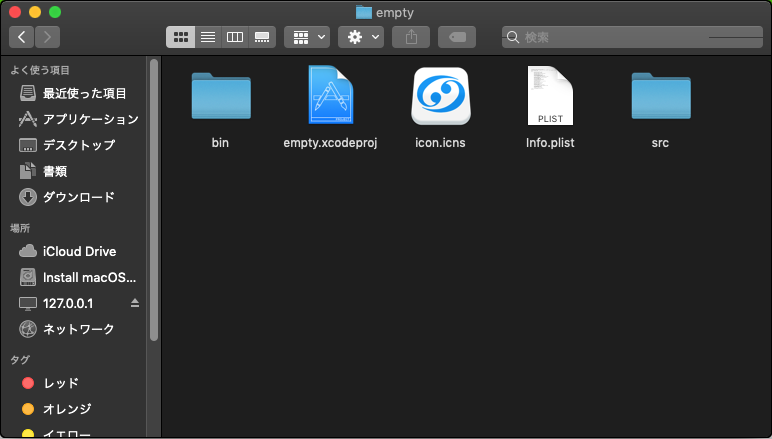 empty
検索
よく使う項目
最近使った項目
アプリケーション
デスクトップ
書類
ダウンロード
場所
iCloud Drive
Install macOS...
127.0.0.1
ネットワーク
タグ
レッド
オレンジ
イエロー
bin
empty.xcodeproj
icon.icns
PLIST
Info.plist
src